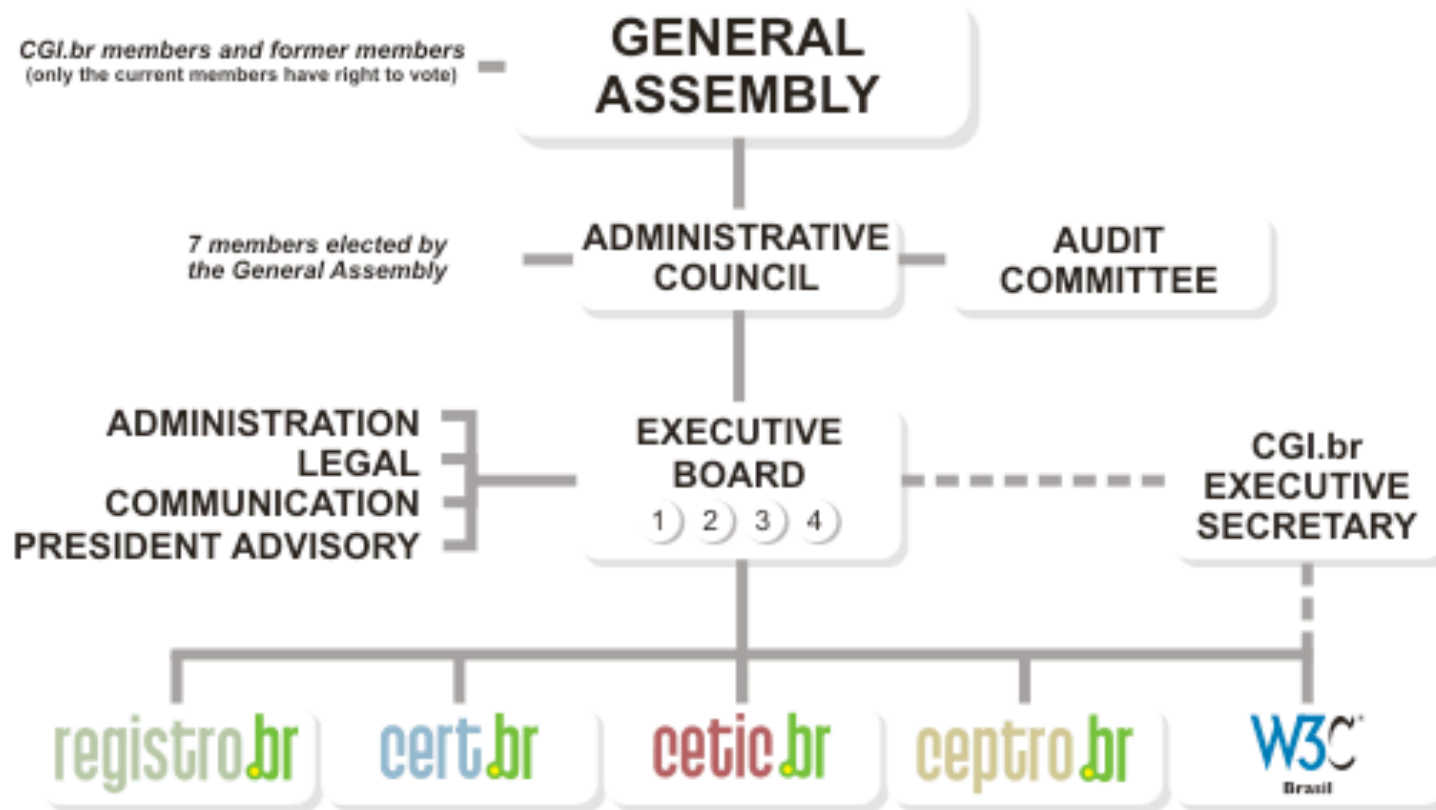 GENERAL
ASSEMBLY
CGI.br members and former members
(only the current members have right to vote)
7 members elected by
the General Assembly
ADMINISTRATIVE
COUNCIL
AUDIT
COMMITTEE
ADMINISTRATION
LEGAL
COMMUNICATION
PRESIDENT ADVISORY
EXECUTIVE
BOARD
1 2 3 4
CGI.br
EXECUTIVE
SECRETARY
registro.br
cert.br
cetic.br
ceptro.br
W3C
Brasil